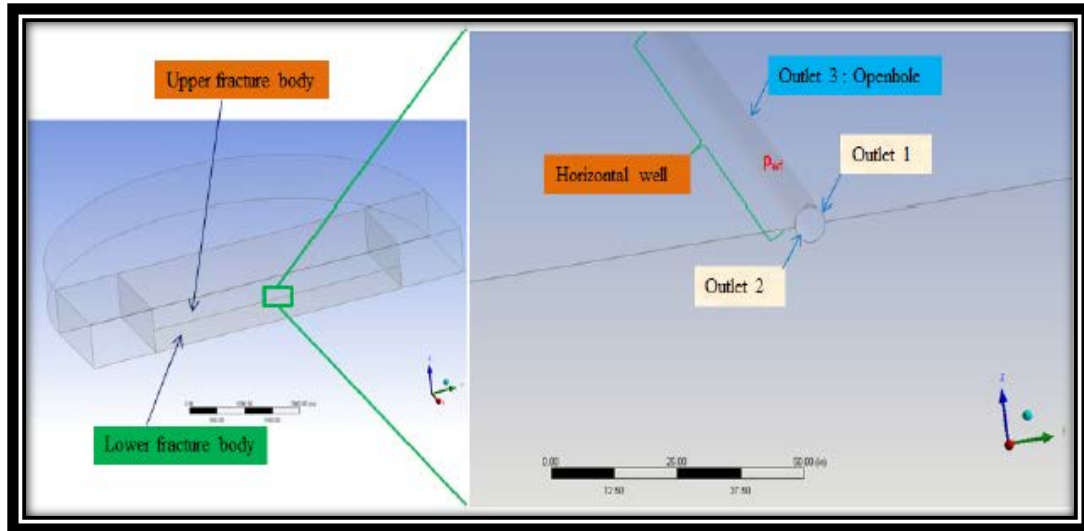 Upper fracture body
Lower fracture body
Outlet 3 : Openhole
Outlet 1
Horizontal well
Pwf
Outlet 2
Z
0.00
25.00
50.00 (in)
12.50
37.50